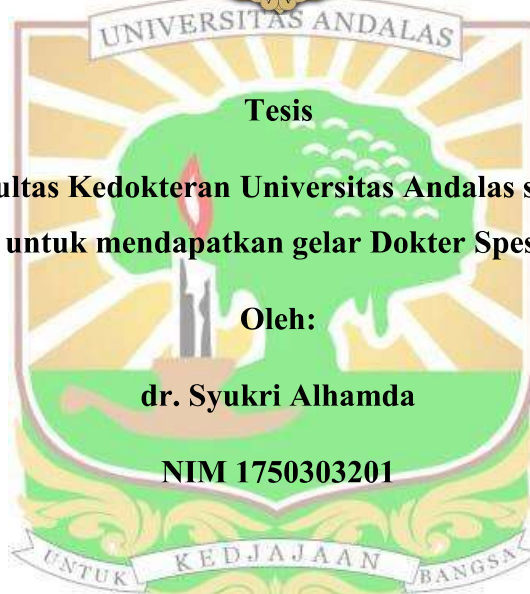 UNIVERSITAS ANDALAS
Tesis
ultas Kedokteran Universitas Andalas s
untuk mendapatkan gelar Dokter Spes
Oleh:
dr. Syukri Alhamda
NIM 1750303201
UNTUK KEDJAJAAN BANGSA